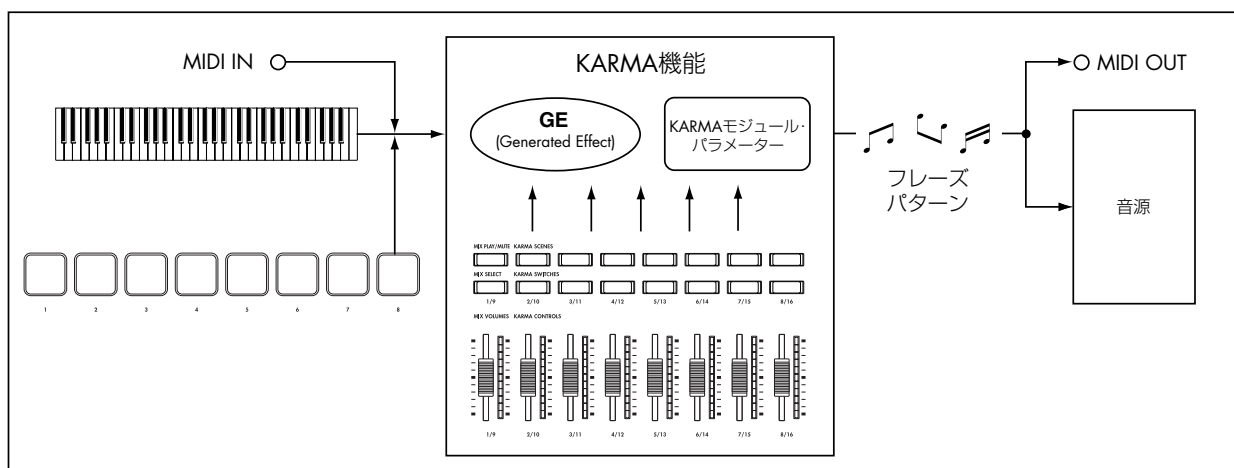 MIDI IN
KARMA機能
MIDI OUT
GE
(Generated Effect)
KARMAモジュール・
パラメーター
フレーズ
パターン
音源
MIX PLAY/MUTE KARMA SCENES
MIX SELECT KARMA SWITCHES
1/9 2/10 3/11 4/12 5/13 6/14 7/15 8/16
1 2 3 4 5 6 7 8
MIX VOLUMES KARMA CONTROLS
1/9 2/10 3/11 4/12 5/13 6/14 7/15 8/16